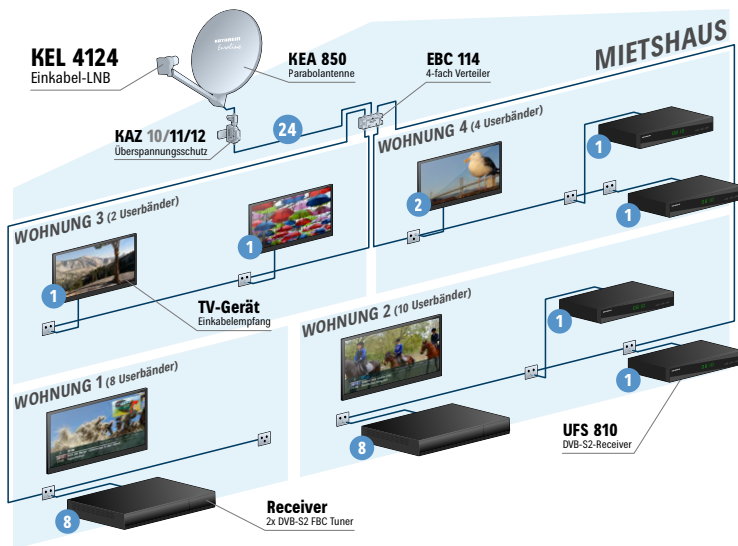 MIETSHAUS
KATHREIN
Euroline
KEL 4124
Einkabel-LNB
KEA 850
Parabolantenne
EBC 114
4-fach Verteiler
KAZ 10/11/12
Überspannungsschutz
24
WOHNUNG 4 (4 Userbänder)
1
2
1
WOHNUNG 3 (2 Userbänder)
1
1
TV-Gerät
Einkabelempfang
WOHNUNG 2 (10 Userbänder)
1
1
8
UFS 810
DVB-S2-Receiver
WOHNUNG 1 (8 Userbänder)
8
Receiver
2x DVB-S2 FBC Tuner